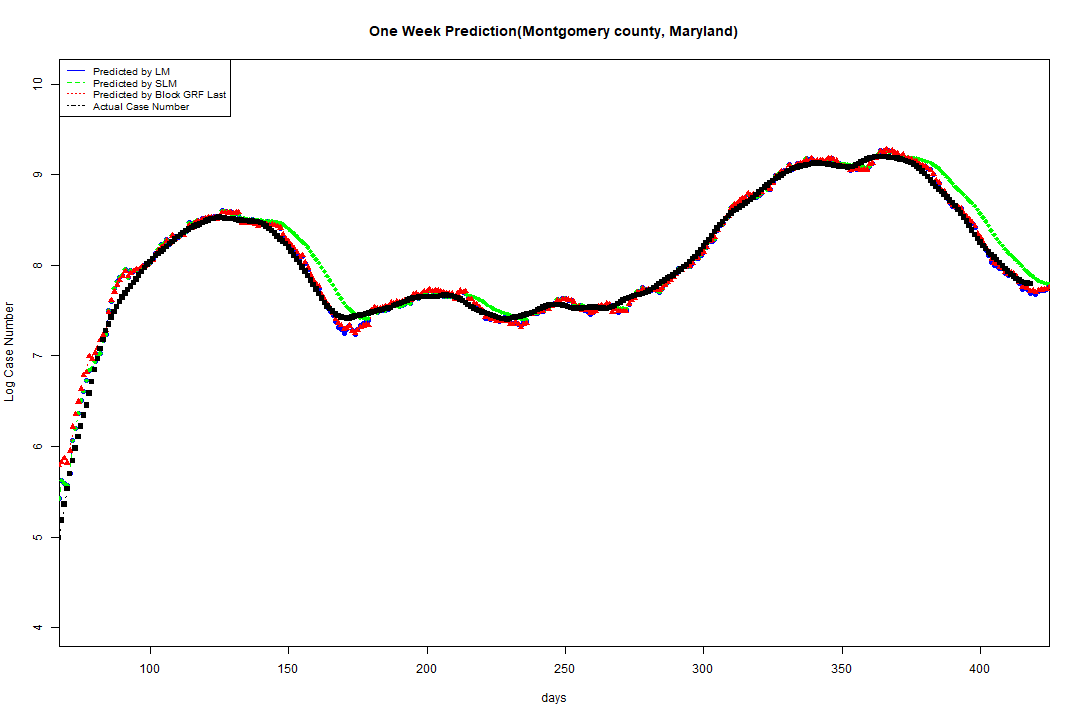 One Week Prediction(Montgomery county, Maryland)
Predicted by LM
Predicted by SLM
Predicted by Block GRF Last
Actual Case Number
10
9
8
7
6
5
4
Log Case Number
100 150 200 250 300 350 400
days